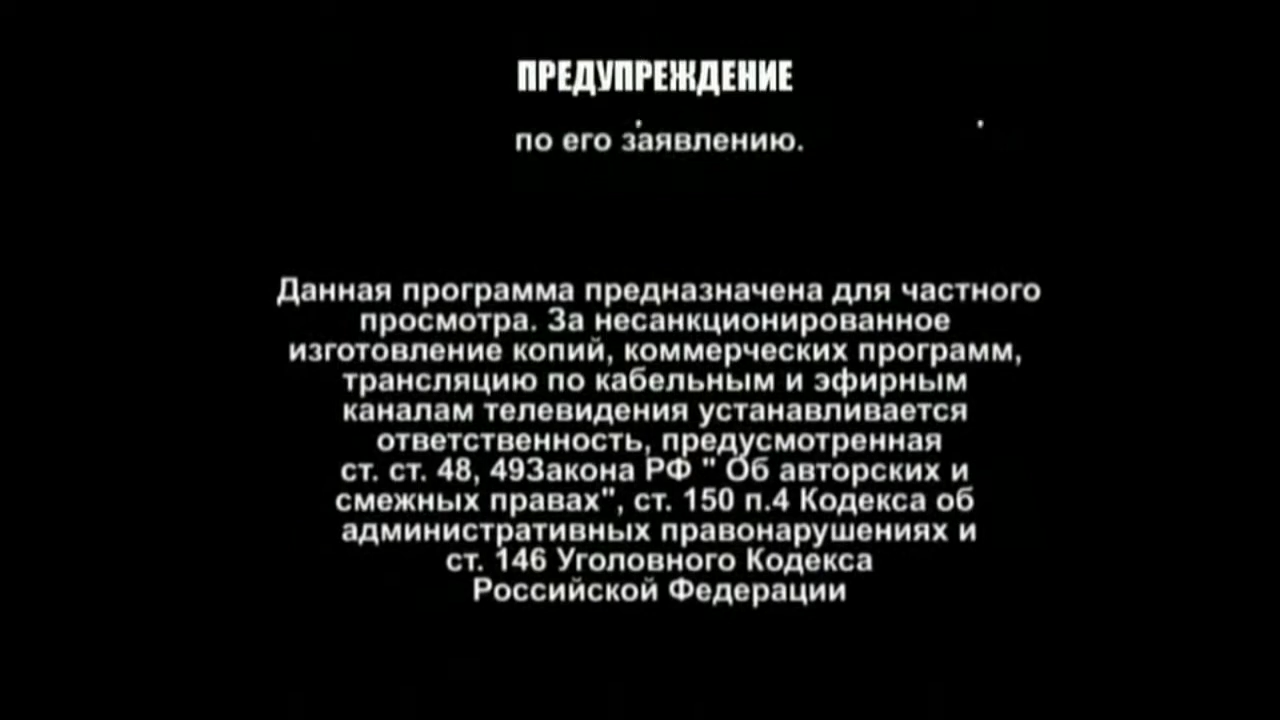 ПРЕДУПРЕЖДЕНИЕ
по его заявлению.
Данная программа предназначена для частного
просмотра. За несанкционированное
изготовление копий, коммерческих программ,
трансляцию по кабельным и эфирным
каналам телевидения устанавливается
ответственность, предусмотренная
ст. ст. 48, 49Закона РФ " Об авторских и
смежных правах", ст. 150 п.4 Кодекса об
административных правонарушениях и
ст. 146 Уголовного Кодекса
Российской Федерации